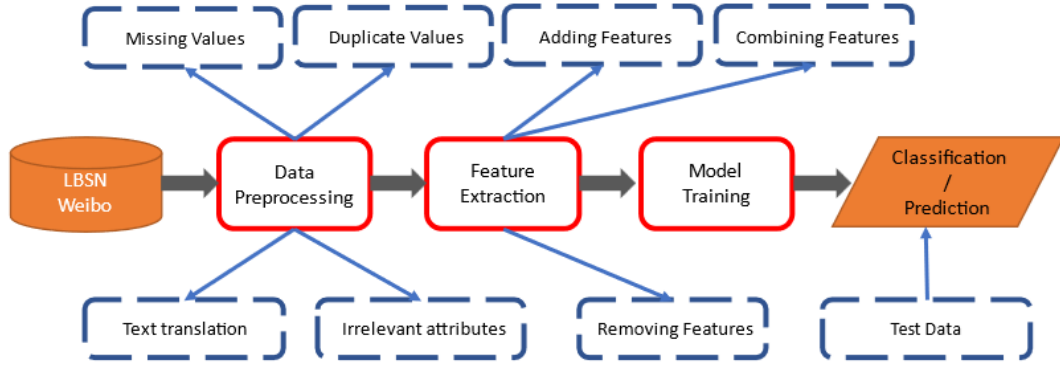 Missing Values
Duplicate Values
Adding Features
Combining Features
LBSN
Weibo
Data
Preprocessing
Feature
Extraction
Model
Training
Classification
/
Prediction
Text translation
Irrelevant attributes
Removing Features
Test Data